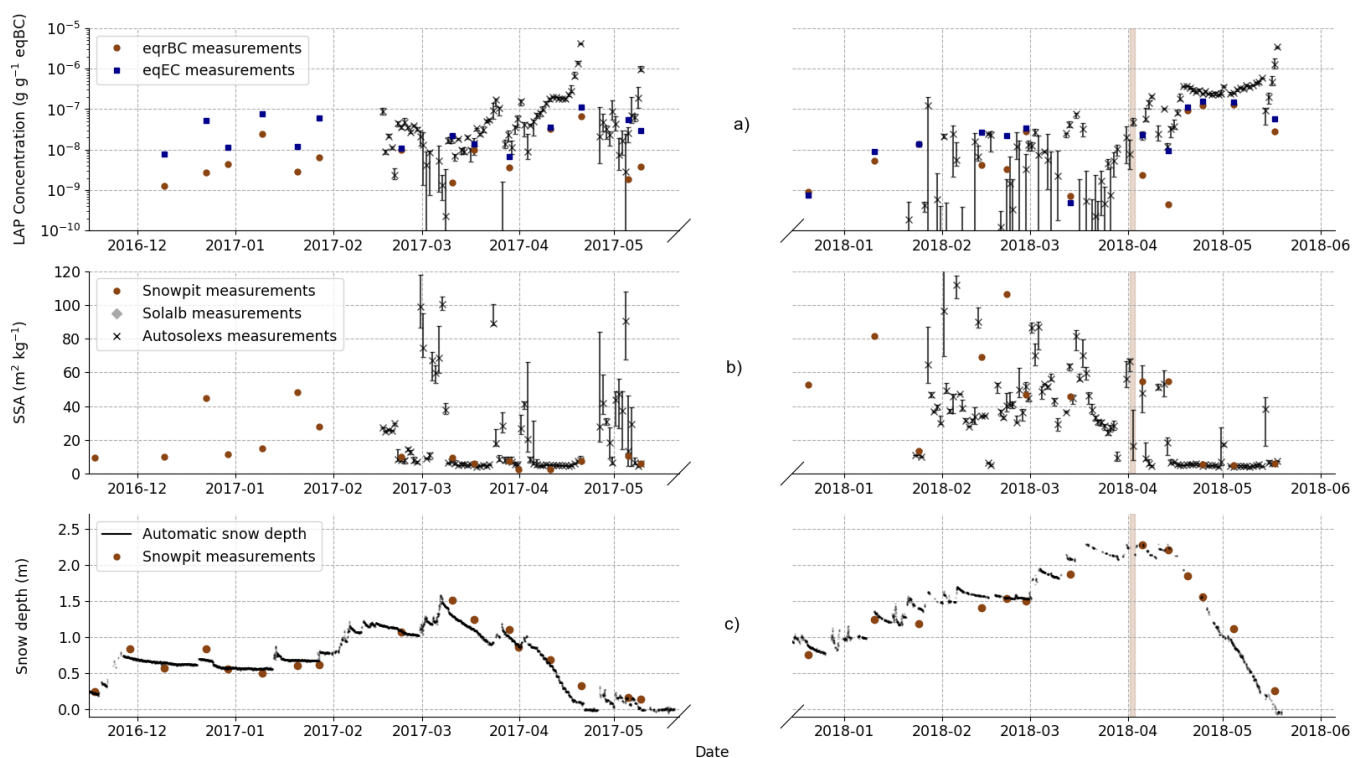 LAP Concentration (g g⁻¹ eqBC)
10⁻⁵
10⁻⁶
10⁻⁷
10⁻⁸
10⁻⁹
10⁻¹⁰
eqrBC measurements
eqEC measurements
a)
2016-12 2017-01 2017-02 2017-03 2017-04 2017-05 2018-01 2018-02 2018-03 2018-04 2018-05 2018-06
SSA (m² kg⁻¹)
120
100
80
60
40
20
0
Snowpit measurements
Solalb measurements
Autosolexs measurements
b)
2016-12 2017-01 2017-02 2017-03 2017-04 2017-05 2018-01 2018-02 2018-03 2018-04 2018-05 2018-06
Snow depth (m)
2.5
2.0
1.5
1.0
0.5
0.0
Automatic snow depth
Snowpit measurements
c)
2016-12 2017-01 2017-02 2017-03 2017-04 2017-05 2018-01 2018-02 2018-03 2018-04 2018-05 2018-06
Date